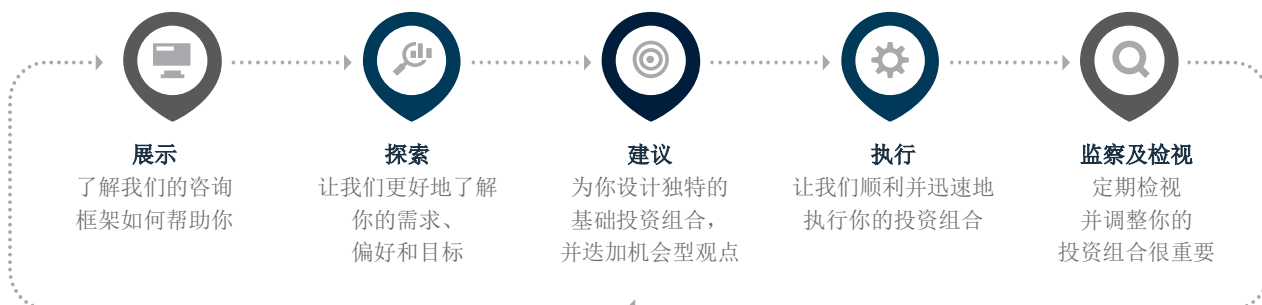 展示
了解我们的咨询
框架如何帮助你
探索
让我们更好地了解
你的需求、
偏好和目标
建议
为你设计独特的
基础投资组合，
并迭加机会型观点
执行
让我们顺利并迅速地
执行你的投资组合
监察及检视
定期检视
并调整你的
投资组合很重要